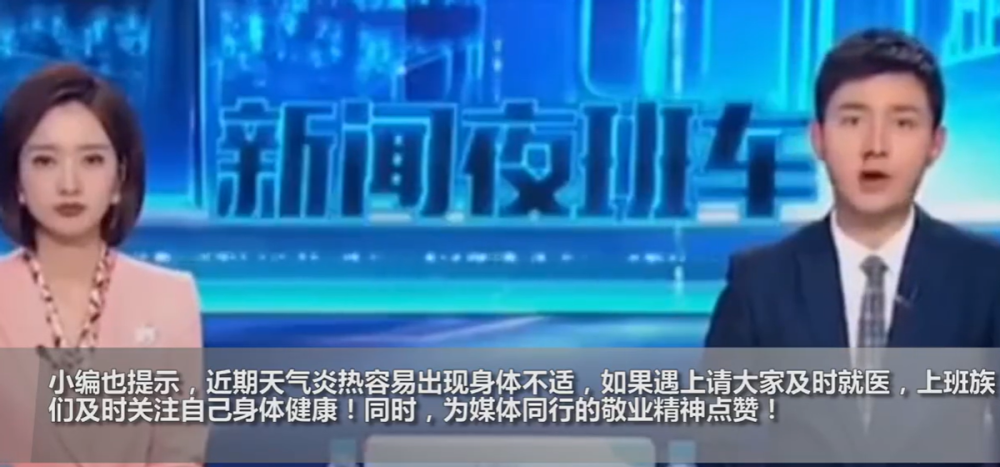 新闻夜班车
小编也提示，近期天气炎热容易出现身体不适，如果遇上请大家及时就医，上班族
们及时关注自己身体健康！同时，为媒体同行的敬业精神点赞！